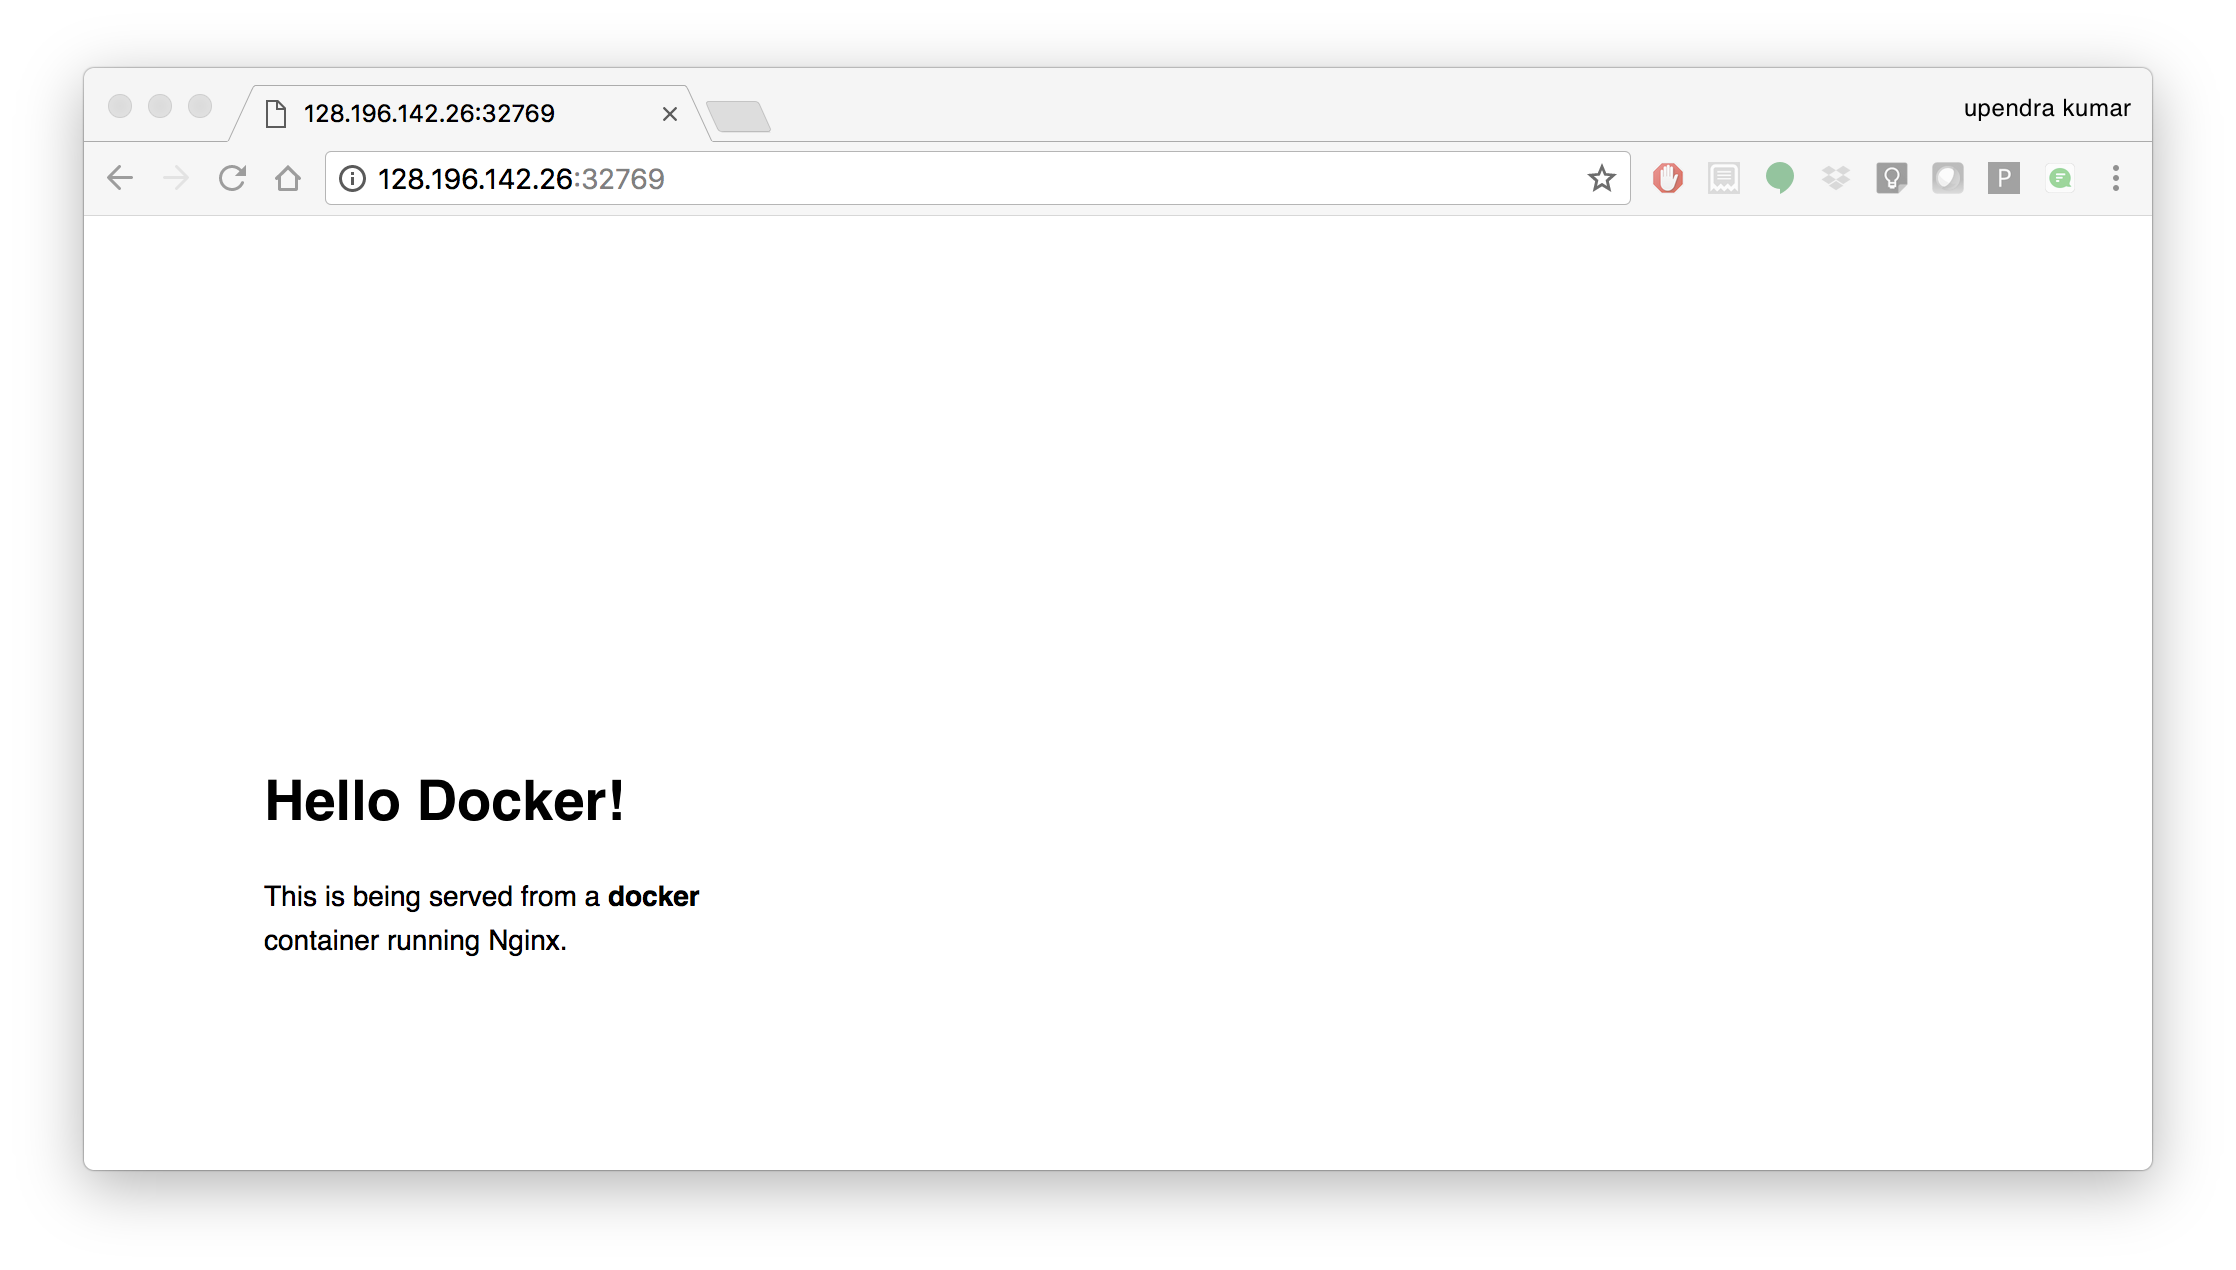 128.196.142.26:32769
upendra kumar
128.196.142.26:32769
P
Hello Docker!
This is being served from a docker
container running Nginx.